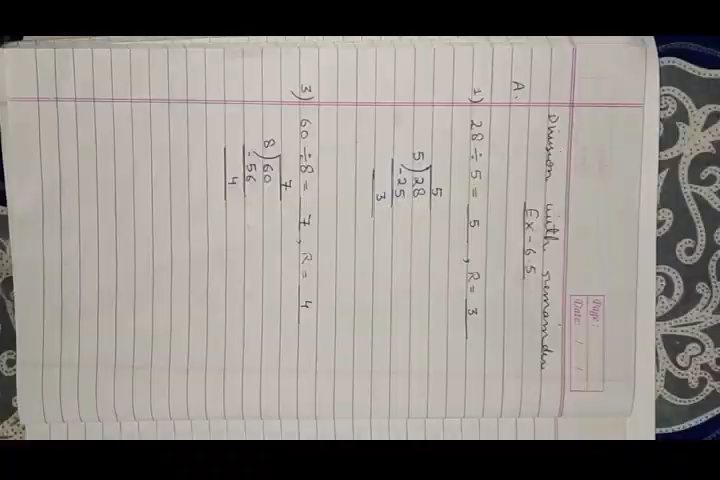 Page:
Date: / /
Division with remainder
Ex-6.5
A.
1) 28 ÷ 5 = 5 , R = 3
5
5) 28
-25
3
3) 60 ÷ 8 = 7 , R = 4
7
8) 60
-56
4